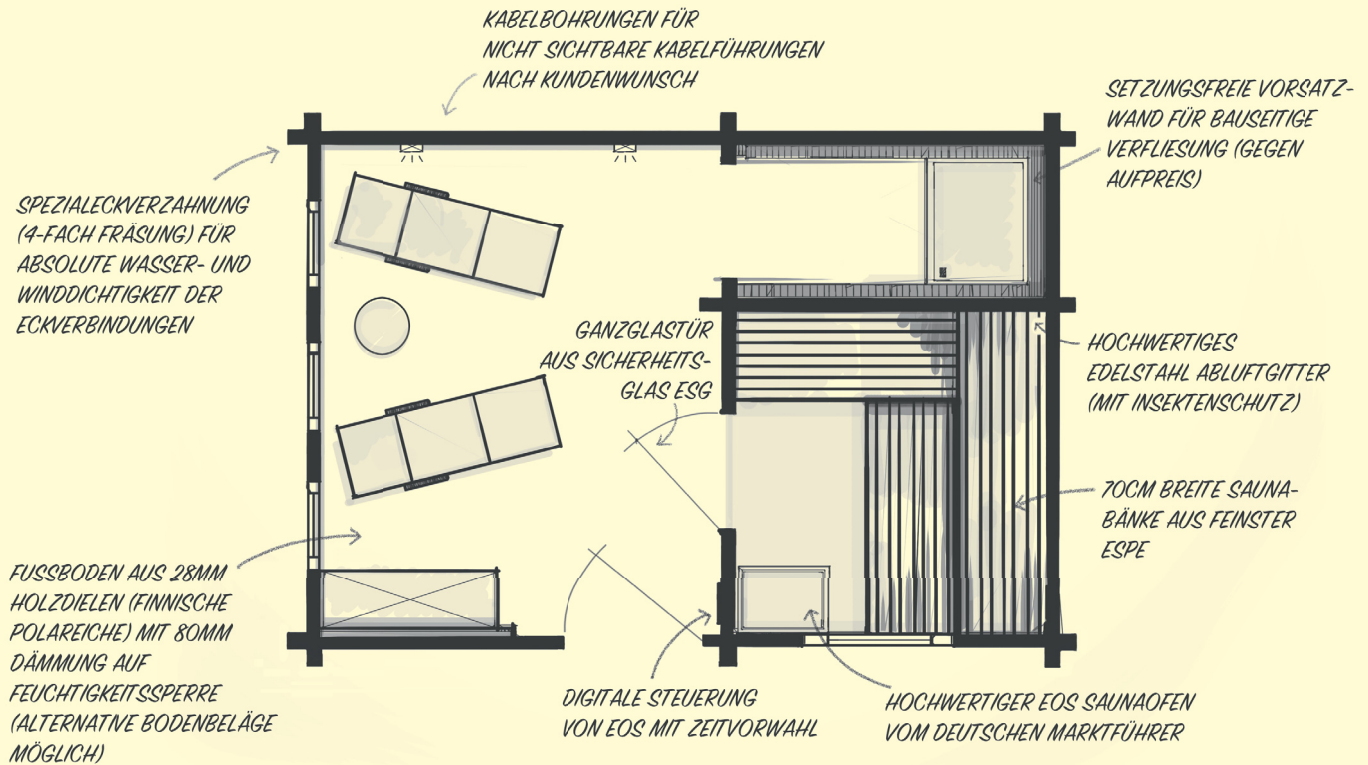 KABELBOHRUNGEN FÜR
NICHT SICHTBARE KABELFÜHRUNGEN
NACH KUNDENWUNSCH
SETZUNGSFREIE VORSATZ-
WAND FÜR BAUSEITIGE
VERFLIESUNG (GEGEN
AUFPREIS)
SPEZIALECKVERZAHNUNG
(4-FACH FRÄSUNG) FÜR
ABSOLUTE WASSER- UND
WINDDICHTIGKEIT DER
ECKVERBINDUNGEN
GANZGLASTÜR
AUS SICHERHEITS-
GLAS ESG
HOCHWERTIGES
EDELSTAHL ABLUFTGITTER
(MIT INSEKTENSCHUTZ)
70CM BREITE SAUNA-
BÄNKE AUS FEINSTER
ESPE
FUSSBODEN AUS 28MM
HOLZDIELEN (FINNISCHE
POLAREICHE) MIT 80MM
DÄMMUNG AUF
FEUCHTIGKEITSSPERRE
(ALTERNATIVE BODENBELÄGE
MÖGLICH)
DIGITALE STEUERUNG
VON EOS MIT ZEITVORWAHL
HOCHWERTIGER EOS SAUNAOFEN
VOM DEUTSCHEN MARKTFÜHRER